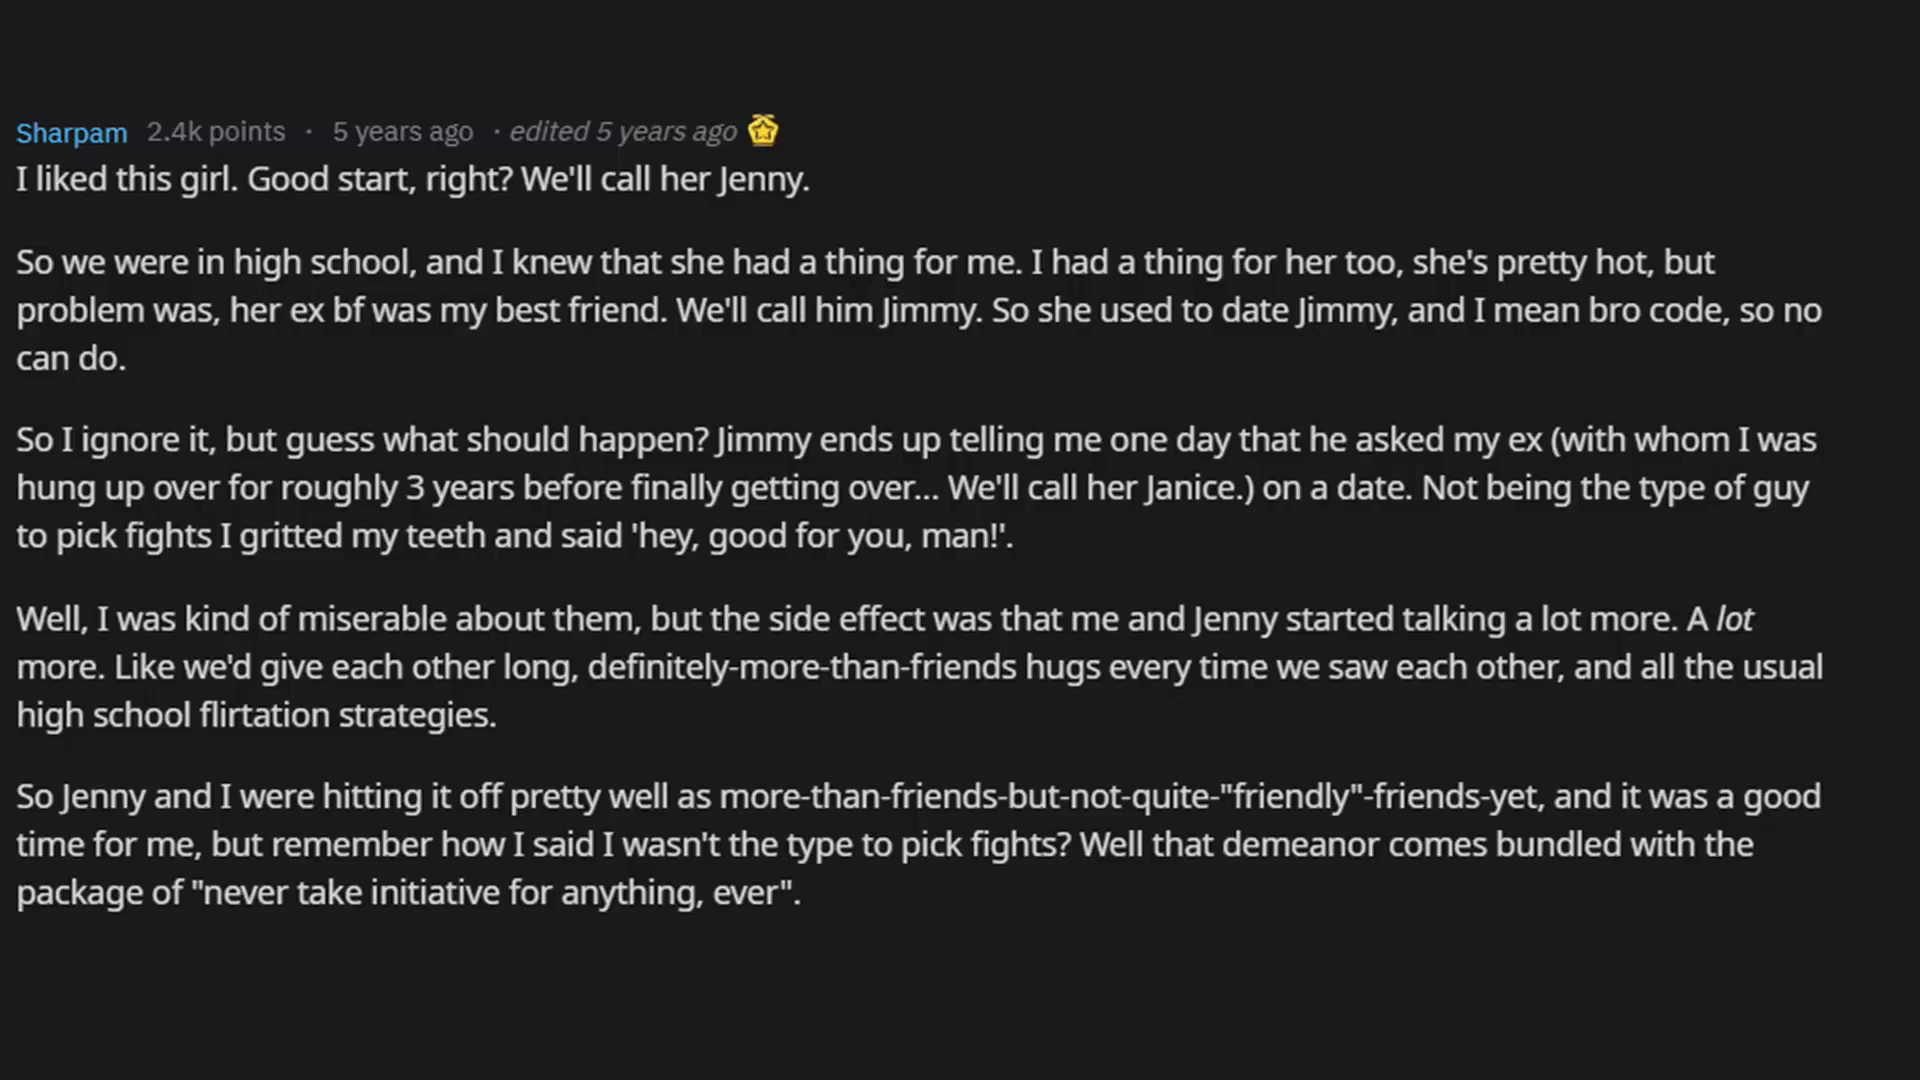 Sharpam 2.4k points · 5 years ago · edited 5 years ago
I liked this girl. Good start, right? We'll call her Jenny.
So we were in high school, and I knew that she had a thing for me. I had a thing for her too, she's pretty hot, but
problem was, her ex bf was my best friend. We'll call him Jimmy. So she used to date Jimmy, and I mean bro code, so no
can do.
So I ignore it, but guess what should happen? Jimmy ends up telling me one day that he asked my ex (with whom I was
hung up over for roughly 3 years before finally getting over... We'll call her Janice.) on a date. Not being the type of guy
to pick fights I gritted my teeth and said 'hey, good for you, man!'.
Well, I was kind of miserable about them, but the side effect was that me and Jenny started talking a lot more. A lot
more. Like we'd give each other long, definitely-more-than-friends hugs every time we saw each other, and all the usual
high school flirtation strategies.
So Jenny and I were hitting it off pretty well as more-than-friends-but-not-quite-"friendly"-friends-yet, and it was a good
time for me, but remember how I said I wasn't the type to pick fights? Well that demeanor comes bundled with the
package of "never take initiative for anything, ever".